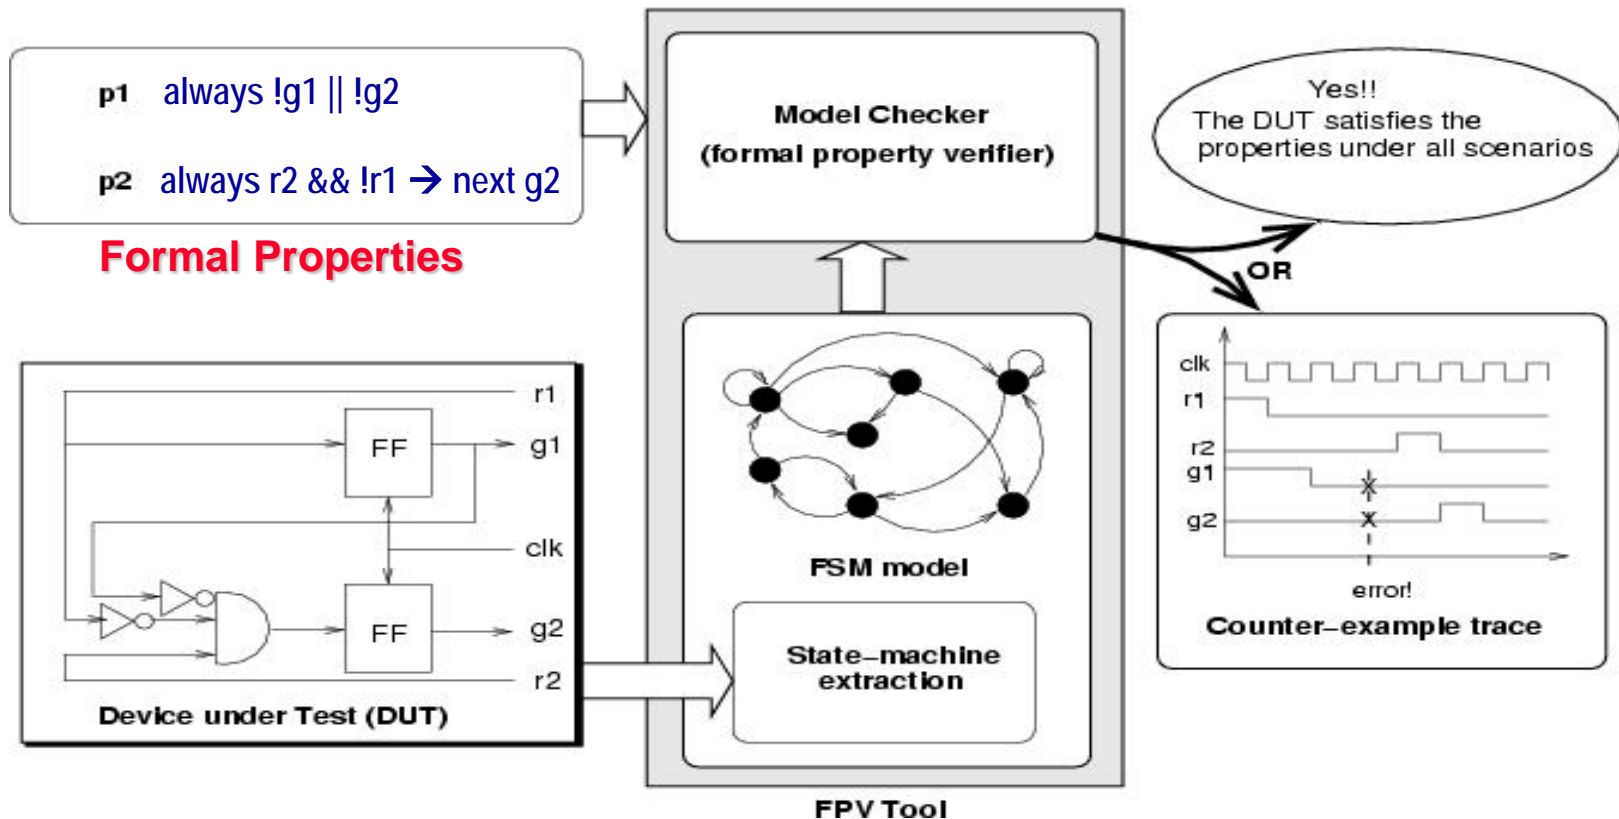 p1 always !g1 || !g2
p2 always r2 && !r1 → next g2
Formal Properties
Model Checker
(formal property verifier)
Yes!!
The DUT satisfies the
properties under all scenarios
OR
r1
FF
g1
clk
FF
g2
r2
Device under Test (DUT)
FSM model
State-machine
extraction
FPV Tool
clk
r1
r2
g1
X
g2
X
error!
Counter-example trace